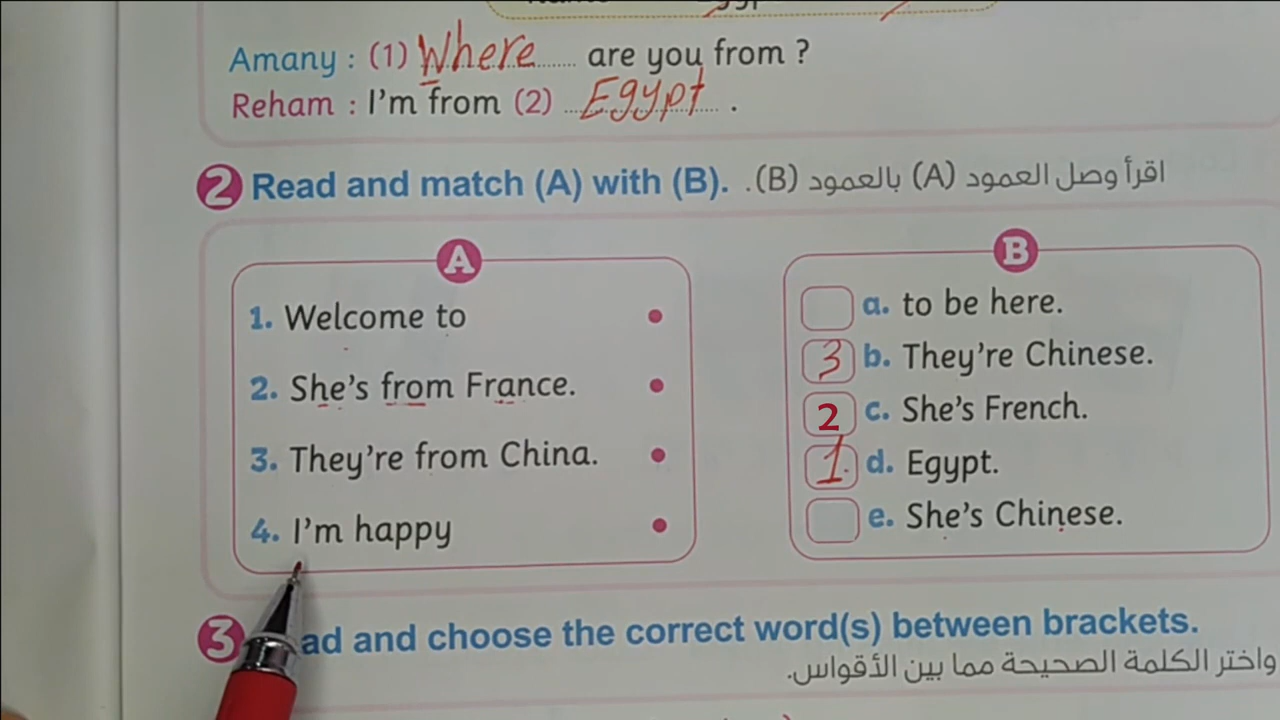 Amany : (1) Where are you from ?
Reham : I'm from (2) Egypt .
2 Read and match (A) with (B). اقرأ وصل العمود (A) بالعمود (B).
A
1. Welcome to
2. She's from France.
3. They're from China.
4. I'm happy
B
a. to be here.
3 b. They're Chinese.
2 c. She's French.
1 d. Egypt.
e. She's Chinese.
3 ad and choose the correct word(s) between brackets.
واختر الكلمة الصحيحة مما بين الأقواس.